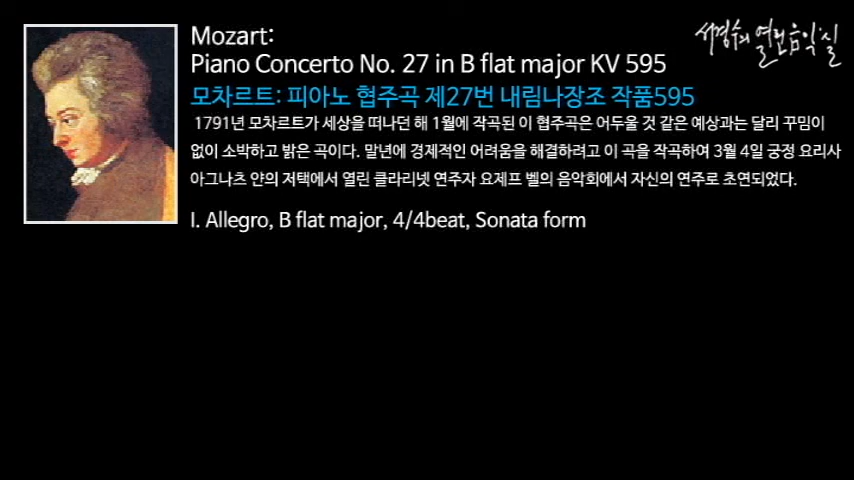 Mozart:
Piano Concerto No. 27 in B flat major KV 595
서경수의 열린음악실
모차르트: 피아노 협주곡 제27번 내림나장조 작품595
1791년 모차르트가 세상을 떠나던 해 1월에 작곡된 이 협주곡은 어두울 것 같은 예상과는 달리 꾸밈이
없이 소박하고 밝은 곡이다. 말년에 경제적인 어려움을 해결하려고 이 곡을 작곡하여 3월 4일 궁정 요리사
아그나츠 얀의 저택에서 열린 클라리넷 연주자 요제프 벨의 음악회에서 자신의 연주로 초연되었다.
I. Allegro, B flat major, 4/4beat, Sonata form